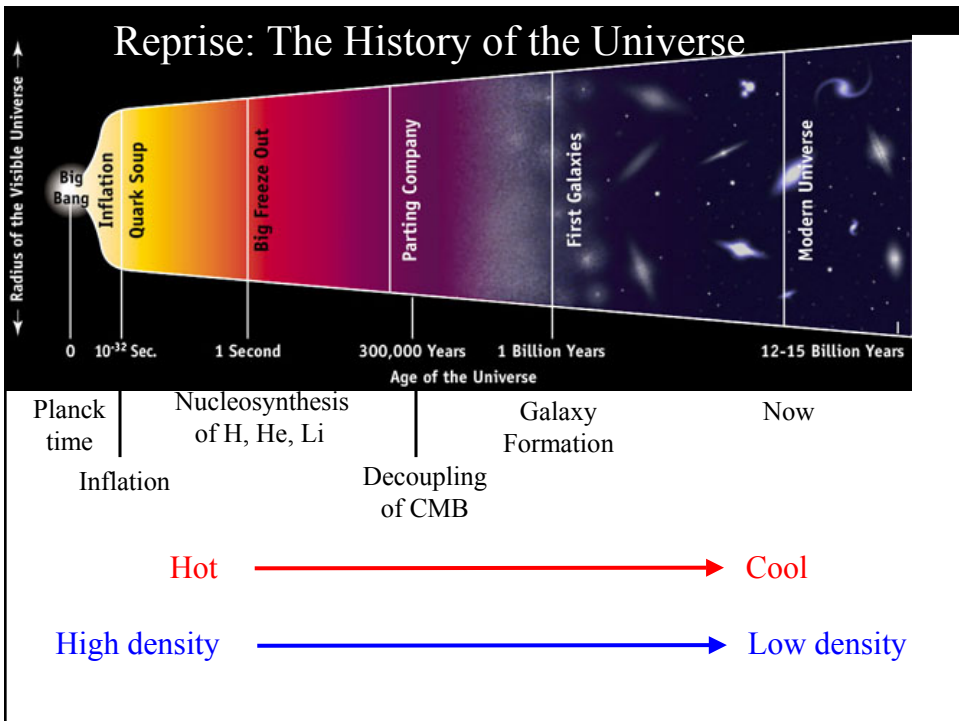 Reprise: The History of the Universe
← Radius of the Visible Universe →
Big
Bang
Inflation
Quark Soup
Big Freeze Out
Parting Company
First Galaxies
Modern Universe
0 10-32 Sec. 1 Second 300,000 Years 1 Billion Years 12-15 Billion Years
Age of the Universe
Planck
time
Nucleosynthesis
of H, He, Li
Galaxy
Formation
Now
Inflation
Decoupling
of CMB
Hot Cool
High density Low density